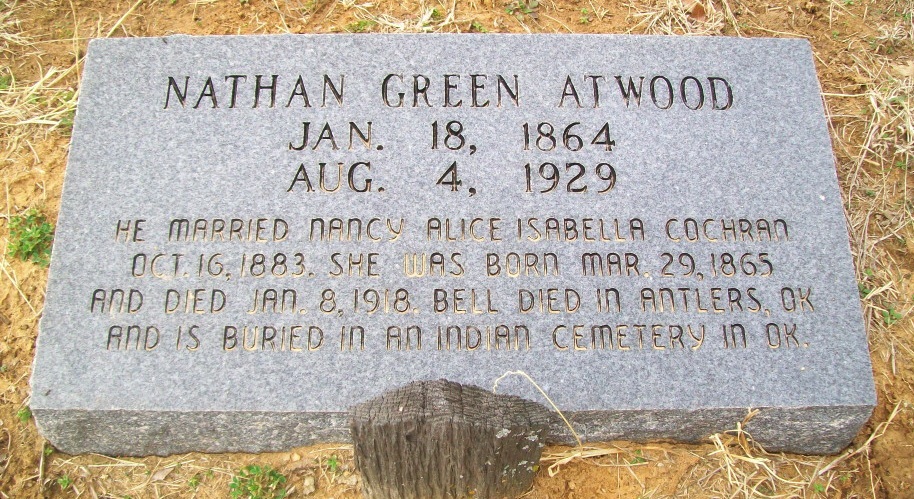 NATHAN GREEN ATWOOD
JAN. 18, 1864
AUG. 4, 1929
HE MARRIED NANCY ALICE ISABELLA COCHRAN
OCT. 16, 1883. SHE WAS BORN MAR. 29, 1865
AND DIED JAN. 8, 1918. BELL DIED IN ANTLERS, OK
AND IS BURIED IN AN INDIAN CEMETERY IN OK.